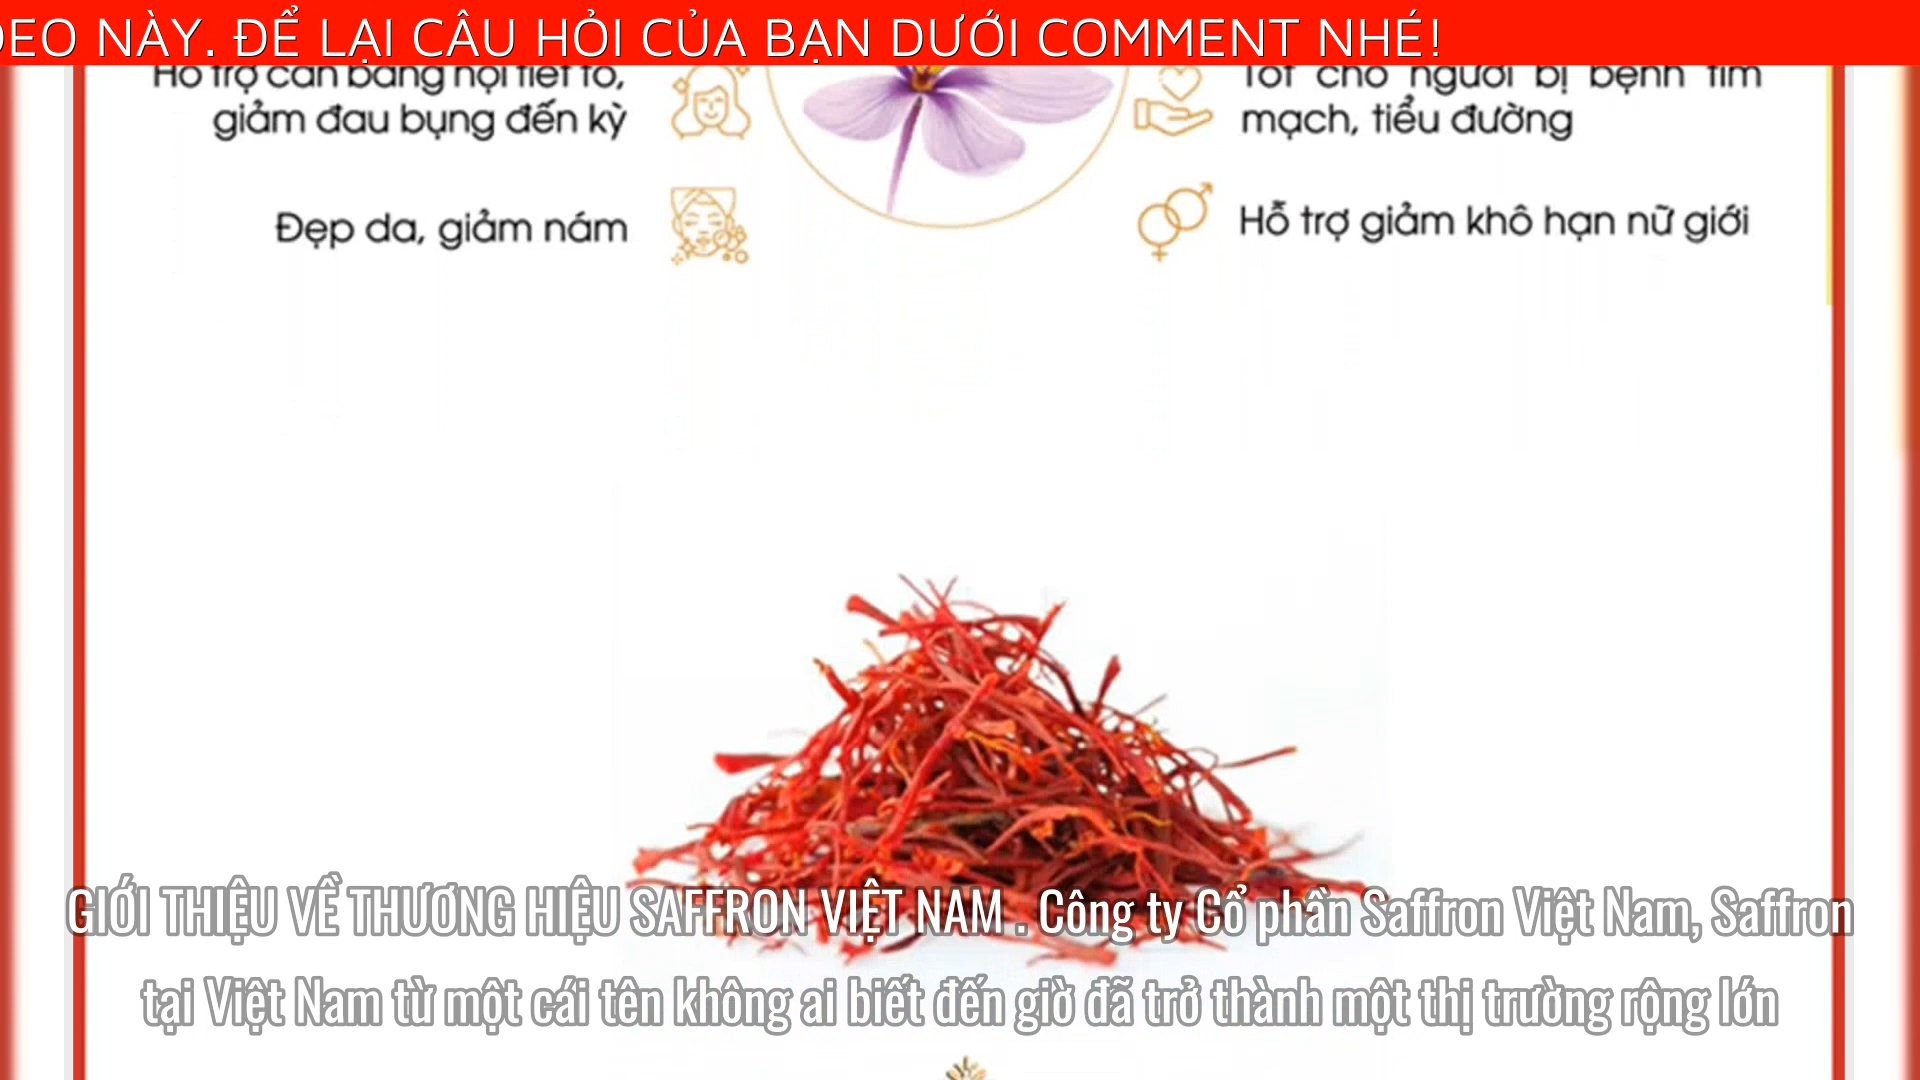 ĐEO NÀY. ĐỂ LẠI CÂU HỎI CỦA BẠN DƯỚI COMMENT NHÉ!
Hỗ trợ cân bằng nội tiết tố,
giảm đau bụng đến kỳ
Tốt cho người bị bệnh tim
mạch, tiểu đường
Đẹp da, giảm nám
Hỗ trợ giảm khô hạn nữ giới
GIỚI THIỆU VỀ THƯƠNG HIỆU SAFFRON VIỆT NAM . Công ty Cổ phần Saffron Việt Nam, Saffron
tại Việt Nam từ một cái tên không ai biết đến giờ đã trở thành một thị trường rộng lớn